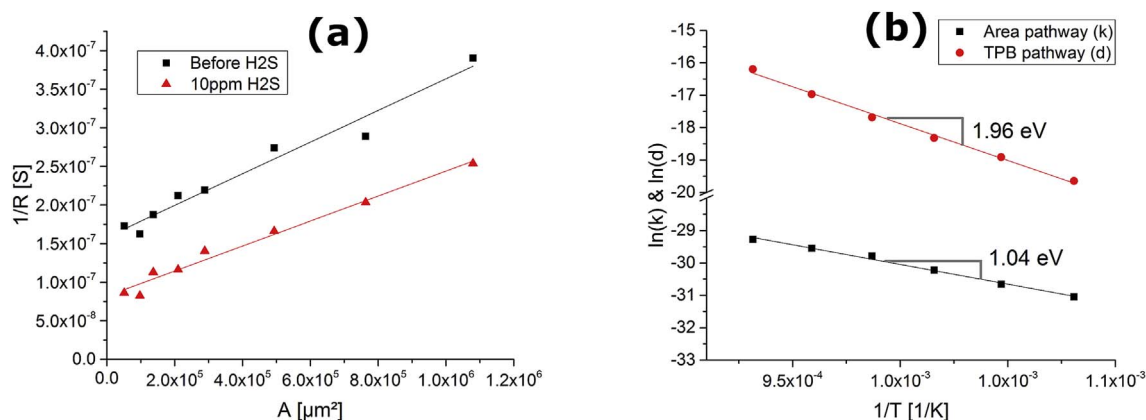 (a)
Before H2S
10ppm H2S
4.0x10⁻⁷
3.5x10⁻⁷
3.0x10⁻⁷
2.5x10⁻⁷
2.0x10⁻⁷
1.5x10⁻⁷
1.0x10⁻⁷
5.0x10⁻⁸
0.0
1/R [S]
0.0 2.0x10⁵ 4.0x10⁵ 6.0x10⁵ 8.0x10⁵ 1.0x10⁶ 1.2x10⁶
A [µm²]
(b)
Area pathway (k)
TPB pathway (d)
-15
-16
-17
-18
-19
-20
-29
-30
-31
-32
-33
ln(k) & ln(d)
1.96 eV
1.04 eV
9.5x10⁻⁴ 1.0x10⁻³ 1.0x10⁻³ 1.1x10⁻³
1/T [1/K]